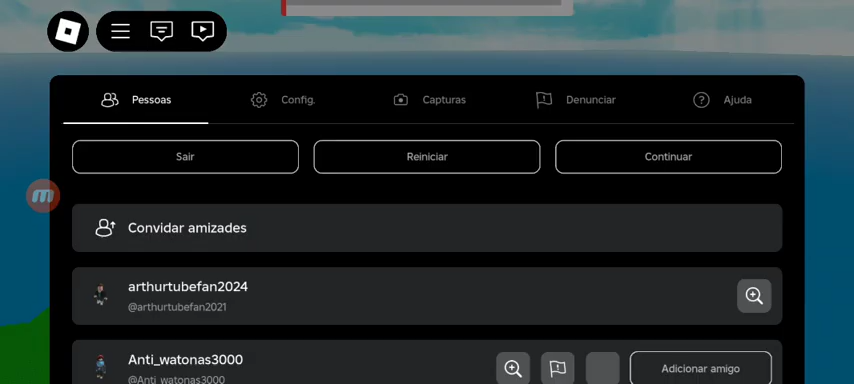 Pessoas
Config.
Capturas
Denunciar
Ajuda
Sair
Reiniciar
Continuar
Convidar amizades
arthurtubefan2024
@arthurtubefan2021
Anti_watonas3000
@Anti_watonas3000
Adicionar amigo